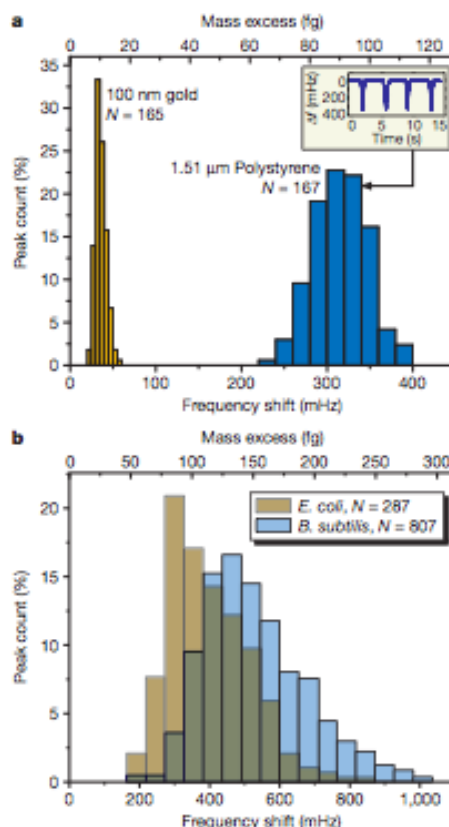 a
Mass excess (fg)
0 20 40 60 80 100 120
35
30
25
20
15
10
5
0
Peak count (%)
100 nm gold
N = 165
1.51 μm Polystyrene
N = 167
Δf (mHz)
0
200
400
0 5 10 15
Time (s)
0 100 200 300 400
Frequency shift (mHz)
b
Mass excess (fg)
0 50 100 150 200 250 300
20
15
10
5
0
Peak count (%)
E. coli, N = 287
B. subtilis, N = 807
0 200 400 600 800 1,000
Frequency shift (mHz)